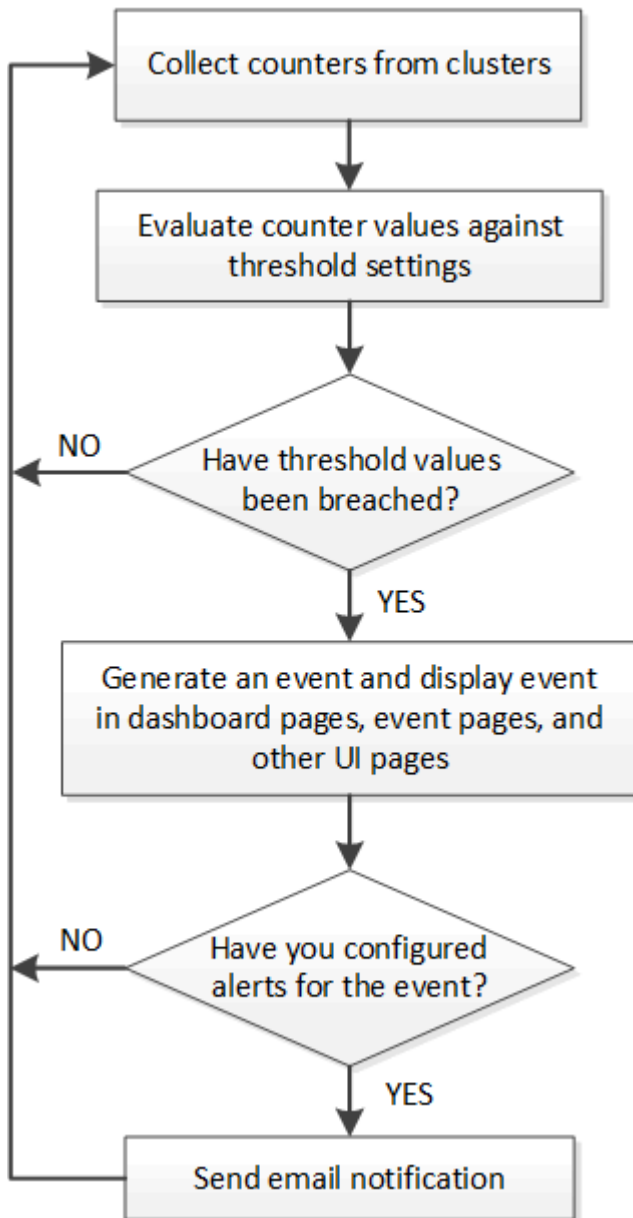 Collect counters from clusters
Evaluate counter values against
threshold settings
NO
Have threshold values
been breached?
YES
Generate an event and display event
in dashboard pages, event pages, and
other UI pages
NO
Have you configured
alerts for the event?
YES
Send email notification